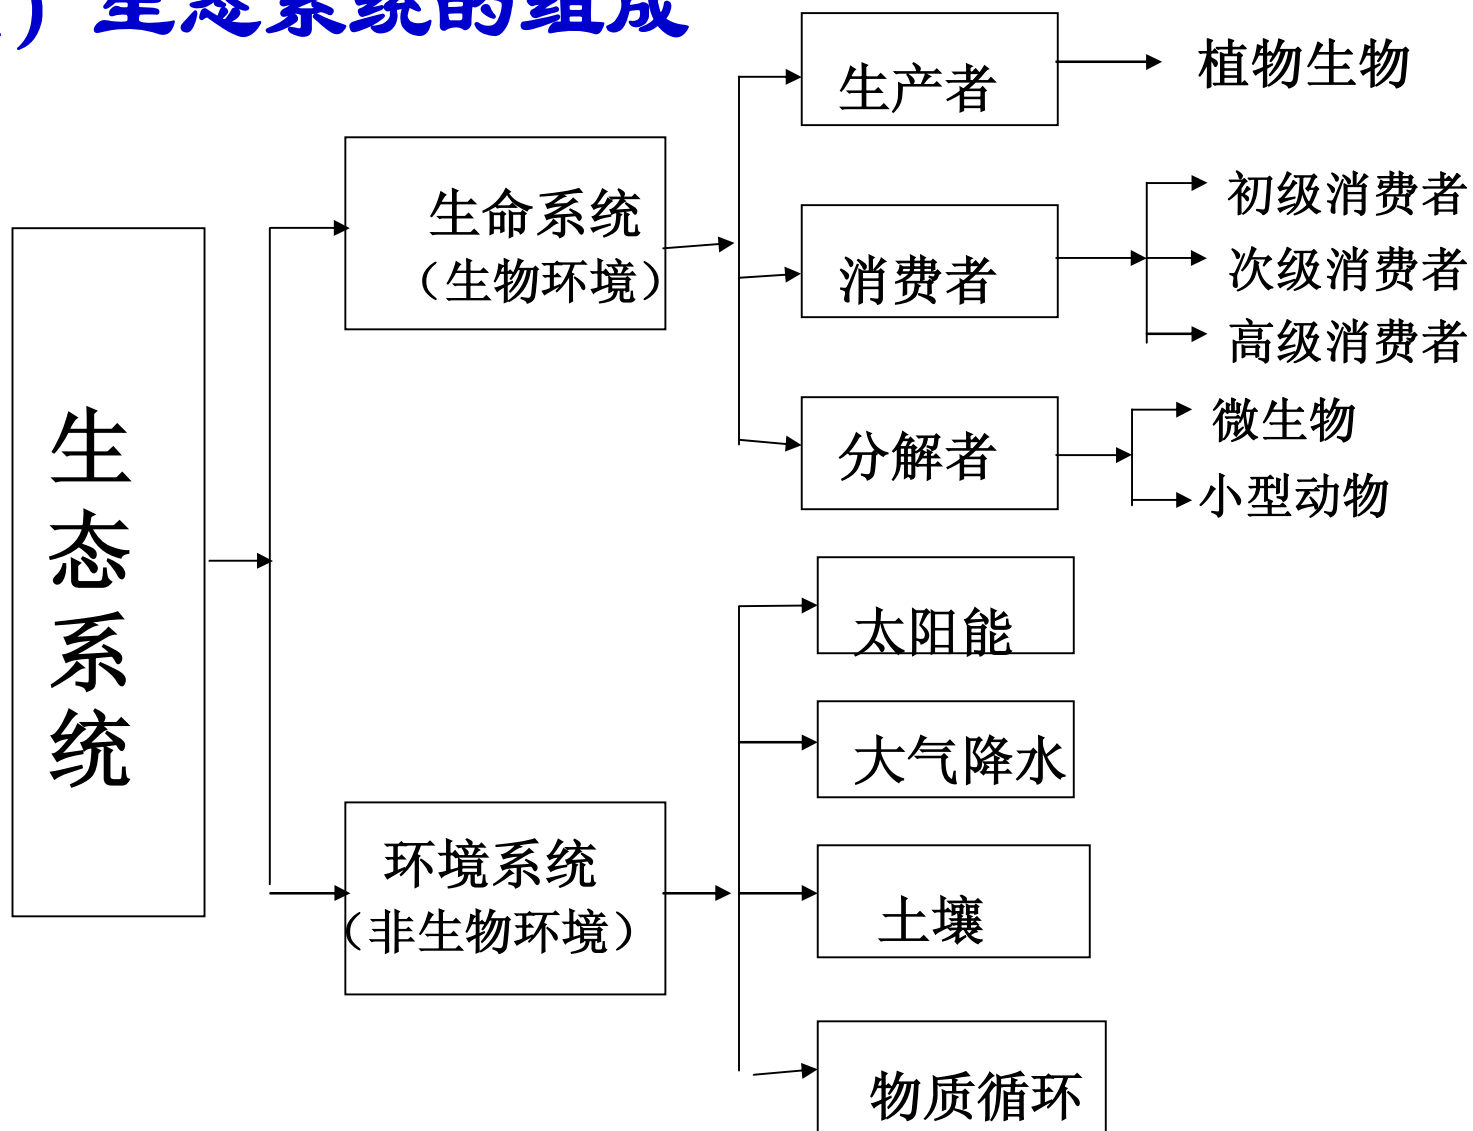 ）生态系统的组成
生产者
植物生物
生命系统
（生物环境）
消费者
初级消费者
次级消费者
高级消费者
分解者
微生物
小型动物
生态系统
太阳能
大气降水
环境系统
（非生物环境）
土壤
物质循环